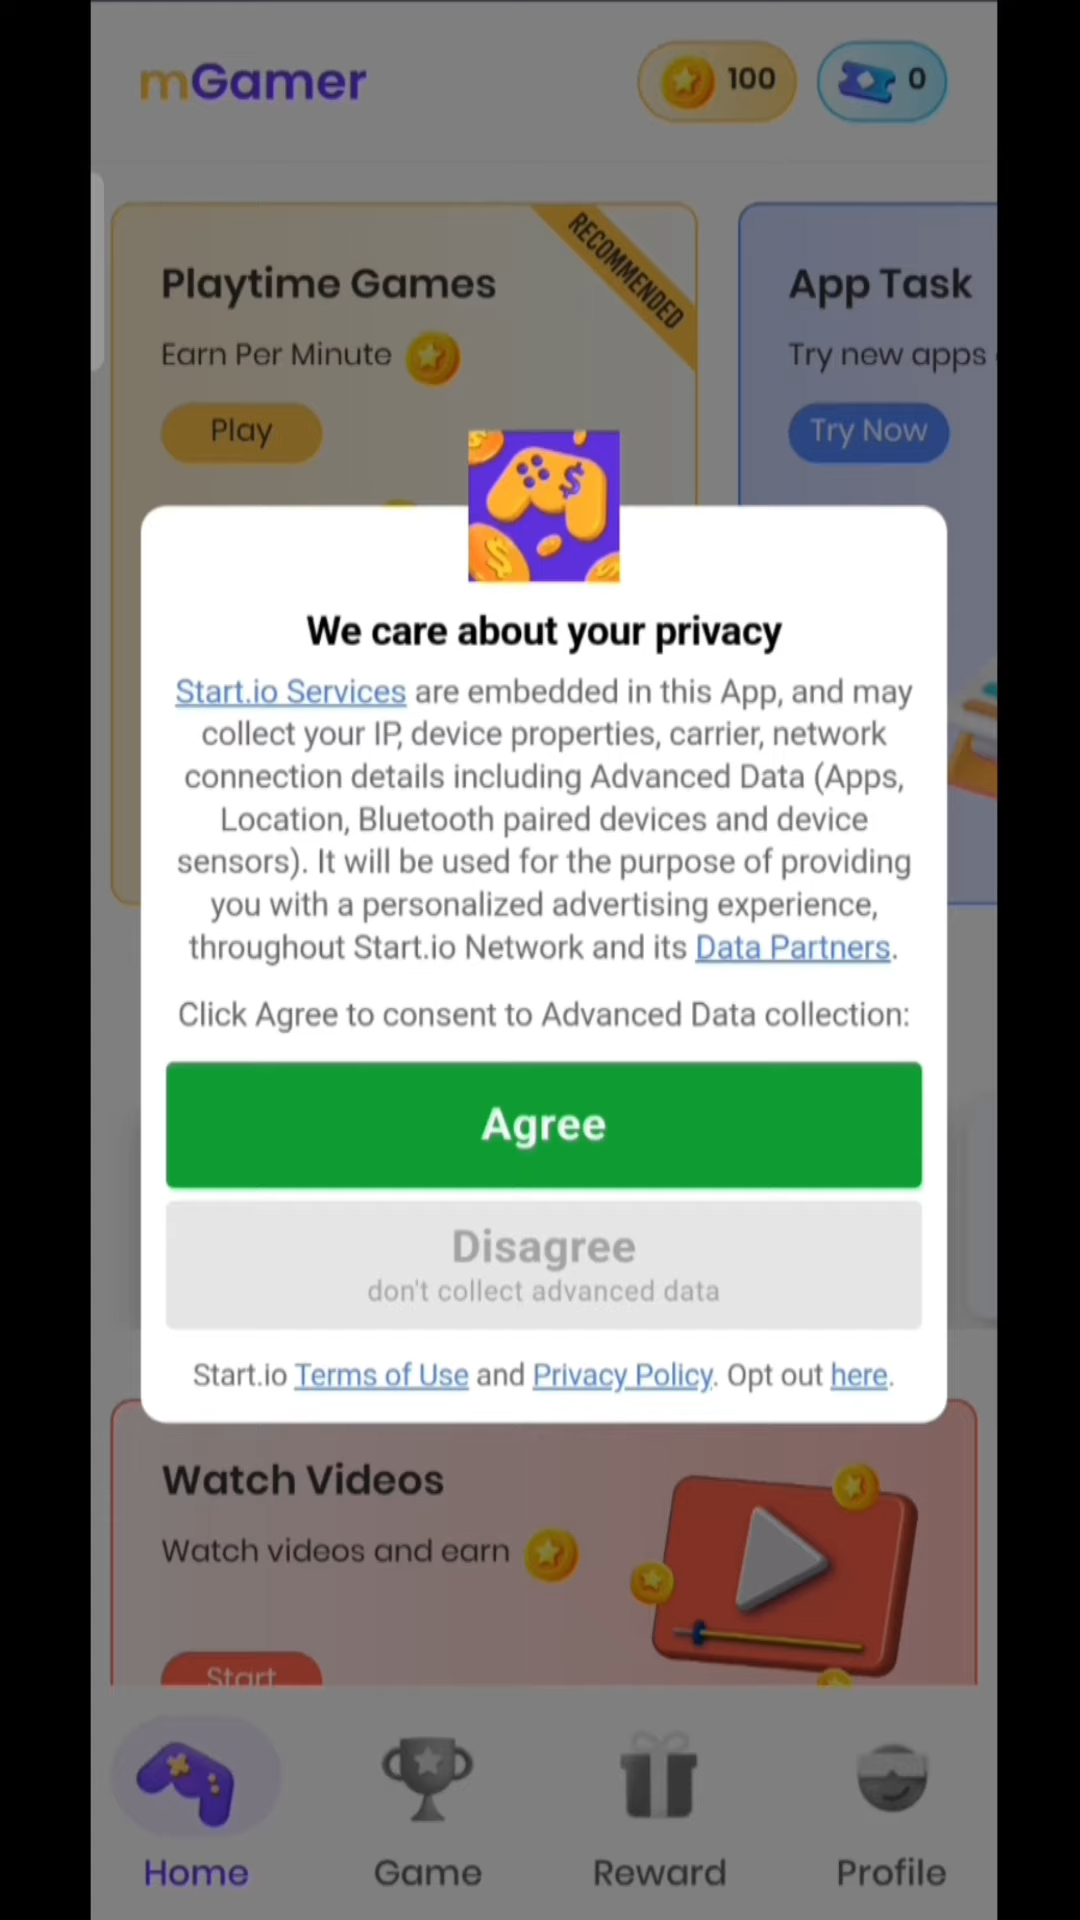 mGamer
100
0
RECOMMENDED
Playtime Games
Earn Per Minute
Play
App Task
Try new apps
Try Now
We care about your privacy
Start.io Services are embedded in this App, and may
collect your IP, device properties, carrier, network
connection details including Advanced Data (Apps,
Location, Bluetooth paired devices and device
sensors). It will be used for the purpose of providing
you with a personalized advertising experience,
throughout Start.io Network and its Data Partners.
Click Agree to consent to Advanced Data collection:
Agree
Disagree
don't collect advanced data
Start.io Terms of Use and Privacy Policy. Opt out here.
Watch Videos
Watch videos and earn
Start
Home
Game
Reward
Profile